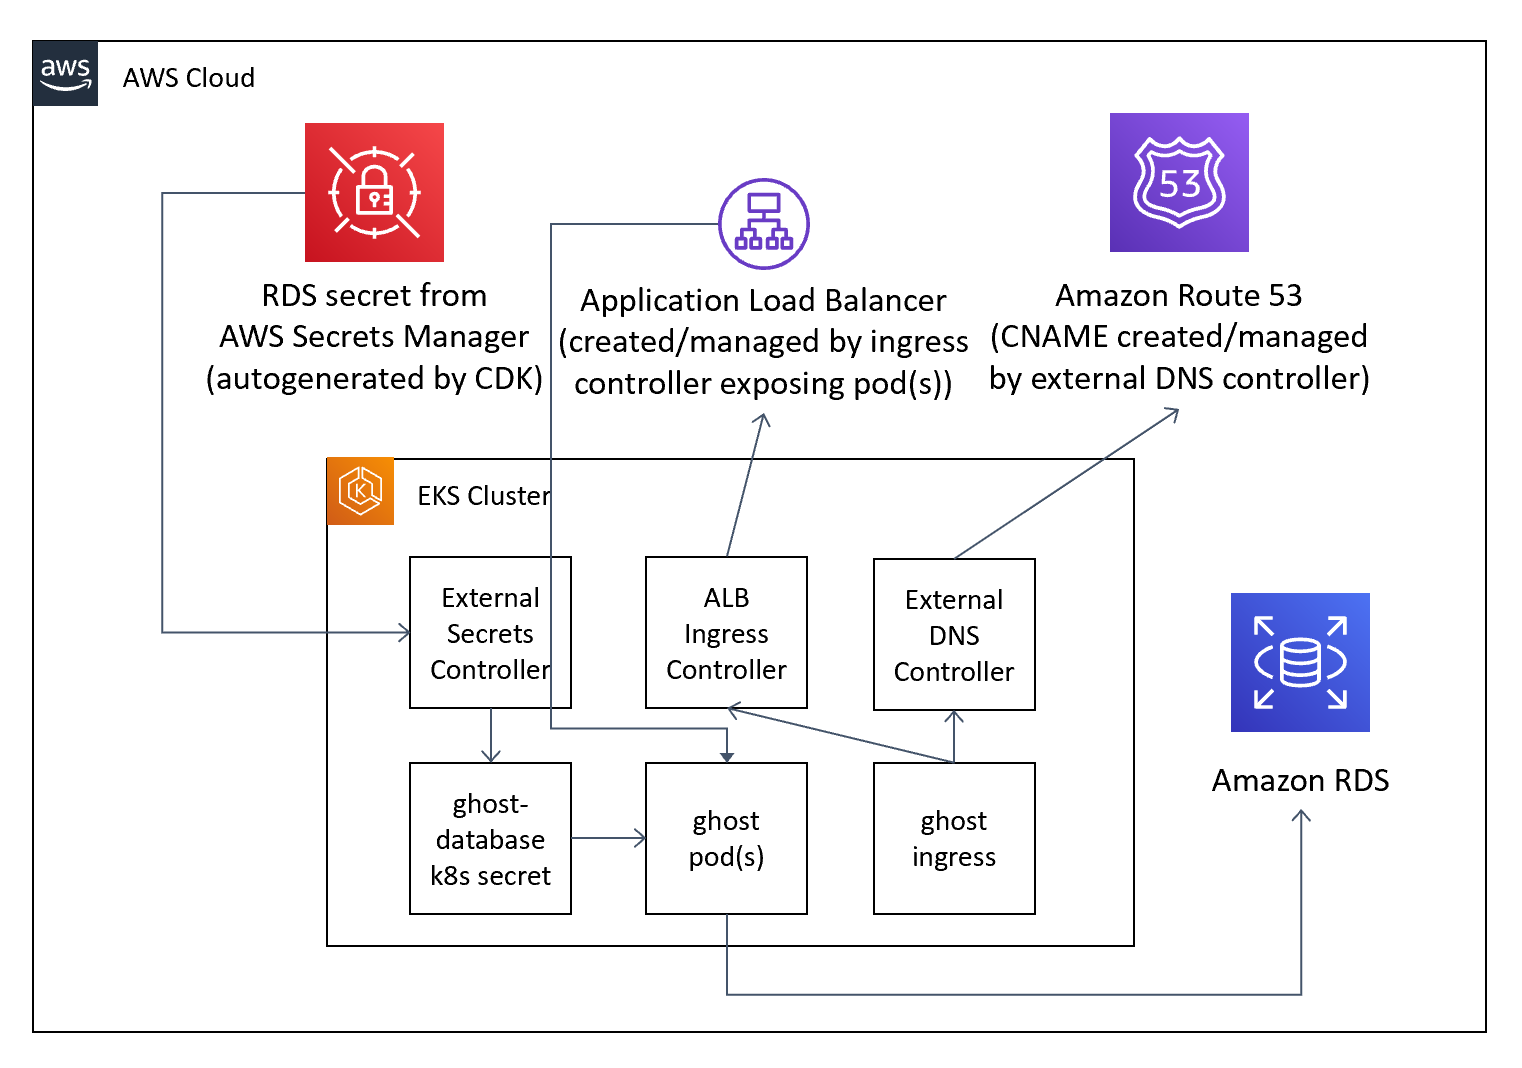 aws
AWS Cloud
53
RDS secret from
AWS Secrets Manager
(autogenerated by CDK)
Application Load Balancer
(created/managed by ingress
controller exposing pod(s))
Amazon Route 53
(CNAME created/managed
by external DNS controller)
K
EKS Cluster
External
Secrets
Controller
ALB
Ingress
Controller
External
DNS
Controller
ghost-
database
k8s secret
ghost
pod(s)
ghost
ingress
Amazon RDS